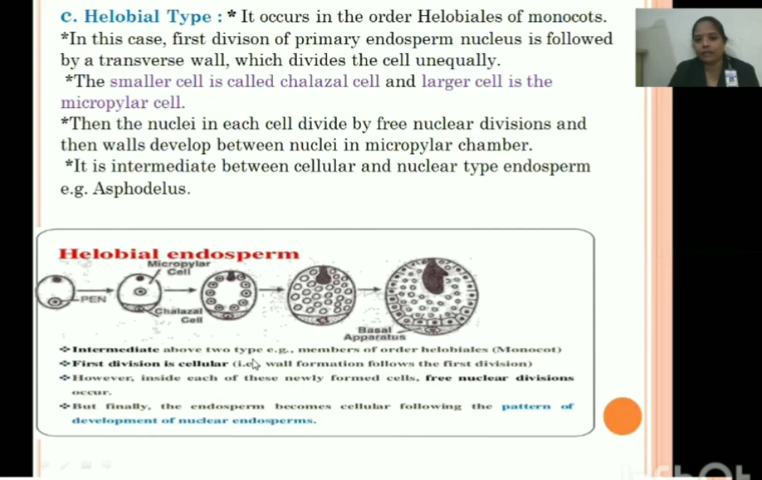 c. Helobial Type : * It occurs in the order Helobiales of monocots.
*In this case, first divison of primary endosperm nucleus is followed
by a transverse wall, which divides the cell unequally.
*The smaller cell is called chalazal cell and larger cell is the
micropylar cell.
*Then the nuclei in each cell divide by free nuclear divisions and
then walls develop between nuclei in micropylar chamber.
*It is intermediate between cellular and nuclear type endosperm
e.g. Asphodelus.
Helobial endosperm
Micropylar
Cell
PEN
Chalazal
Cell
Basal
Apparatus
❖Intermediate above two type e.g., members of order helobiales (Monocot)
❖First division is cellular (i.e. wall formation follows the first division)
❖However, inside each of these newly formed cells, free nuclear divisions
occur.
❖But finally, the endosperm becomes cellular following the pattern of
development of nuclear endosperms.